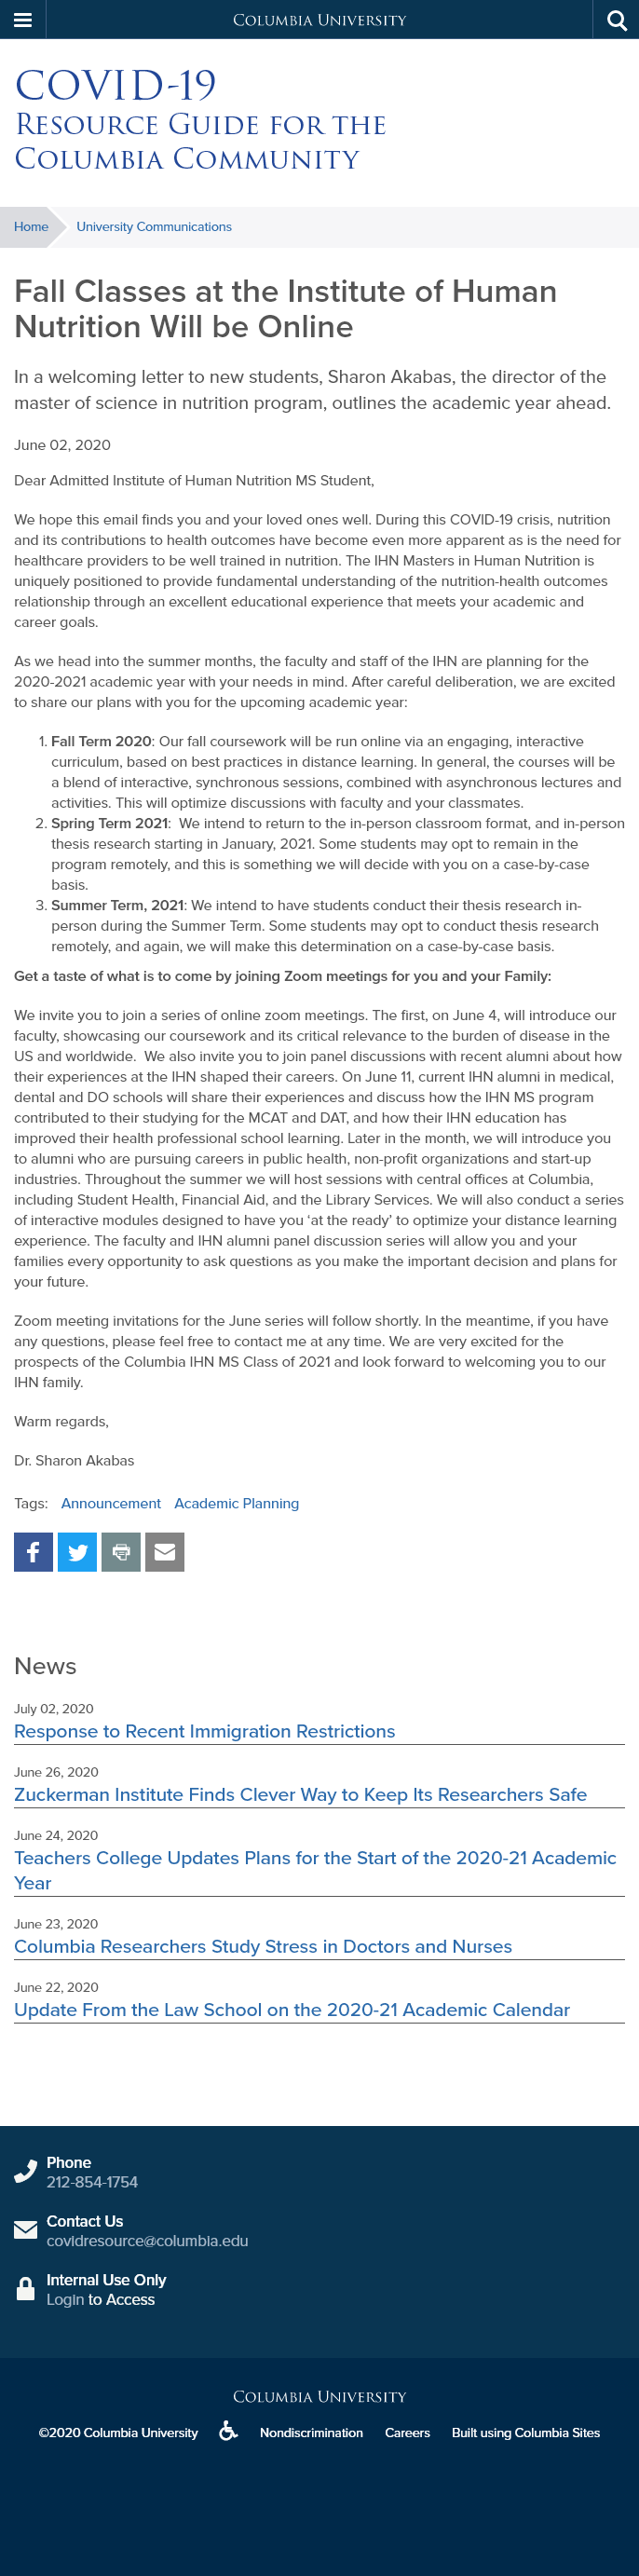 Columbia University
COVID-19
Resource Guide for the
Columbia Community
Home University Communications
Fall Classes at the Institute of Human
Nutrition Will be Online
In a welcoming letter to new students, Sharon Akabas, the director of the
master of science in nutrition program, outlines the academic year ahead.
June 02, 2020
Dear Admitted Institute of Human Nutrition MS Student,
We hope this email finds you and your loved ones well. During this COVID-19 crisis, nutrition
and its contributions to health outcomes have become even more apparent as is the need for
healthcare providers to be well trained in nutrition. The IHN Masters in Human Nutrition is
uniquely positioned to provide fundamental understanding of the nutrition-health outcomes
relationship through an excellent educational experience that meets your academic and
career goals.
As we head into the summer months, the faculty and staff of the IHN are planning for the
2020-2021 academic year with your needs in mind. After careful deliberation, we are excited
to share our plans with you for the upcoming academic year:
1. Fall Term 2020: Our fall coursework will be run online via an engaging, interactive
curriculum, based on best practices in distance learning. In general, the courses will be
a blend of interactive, synchronous sessions, combined with asynchronous lectures and
activities. This will optimize discussions with faculty and your classmates.
2. Spring Term 2021:  We intend to return to the in-person classroom format, and in-person
thesis research starting in January, 2021. Some students may opt to remain in the
program remotely, and this is something we will decide with you on a case-by-case
basis.
3. Summer Term, 2021: We intend to have students conduct their thesis research in-
person during the Summer Term. Some students may opt to conduct thesis research
remotely, and again, we will make this determination on a case-by-case basis.
Get a taste of what is to come by joining Zoom meetings for you and your Family:
We invite you to join a series of online zoom meetings. The first, on June 4, will introduce our
faculty, showcasing our coursework and its critical relevance to the burden of disease in the
US and worldwide.  We also invite you to join panel discussions with recent alumni about how
their experiences at the IHN shaped their careers. On June 11, current IHN alumni in medical,
dental and DO schools will share their experiences and discuss how the IHN MS program
contributed to their studying for the MCAT and DAT, and how their IHN education has
improved their health professional school learning. Later in the month, we will introduce you
to alumni who are pursuing careers in public health, non-profit organizations and start-up
industries. Throughout the summer we will host sessions with central offices at Columbia,
including Student Health, Financial Aid, and the Library Services. We will also conduct a series
of interactive modules designed to have you ‘at the ready’ to optimize your distance learning
experience. The faculty and IHN alumni panel discussion series will allow you and your
families every opportunity to ask questions as you make the important decision and plans for
your future.
Zoom meeting invitations for the June series will follow shortly. In the meantime, if you have
any questions, please feel free to contact me at any time. We are very excited for the
prospects of the Columbia IHN MS Class of 2021 and look forward to welcoming you to our
IHN family.
Warm regards,
Dr. Sharon Akabas
Tags: Announcement Academic Planning
News
July 02, 2020
Response to Recent Immigration Restrictions
June 26, 2020
Zuckerman Institute Finds Clever Way to Keep Its Researchers Safe
June 24, 2020
Teachers College Updates Plans for the Start of the 2020-21 Academic
Year
June 23, 2020
Columbia Researchers Study Stress in Doctors and Nurses
June 22, 2020
Update From the Law School on the 2020-21 Academic Calendar
Phone
212-854-1754
Contact Us
covidresource@columbia.edu
Internal Use Only
Login to Access
Columbia University
©2020 Columbia University Nondiscrimination Careers Built using Columbia Sites